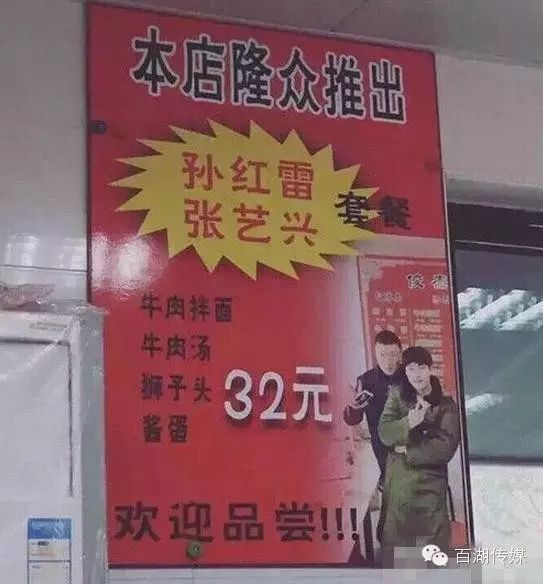 本店隆众推出
孙红雷
张艺兴
套餐
牛肉拌面
牛肉汤
狮子头
酱蛋
32元
欢迎品尝!!!
百湖传媒